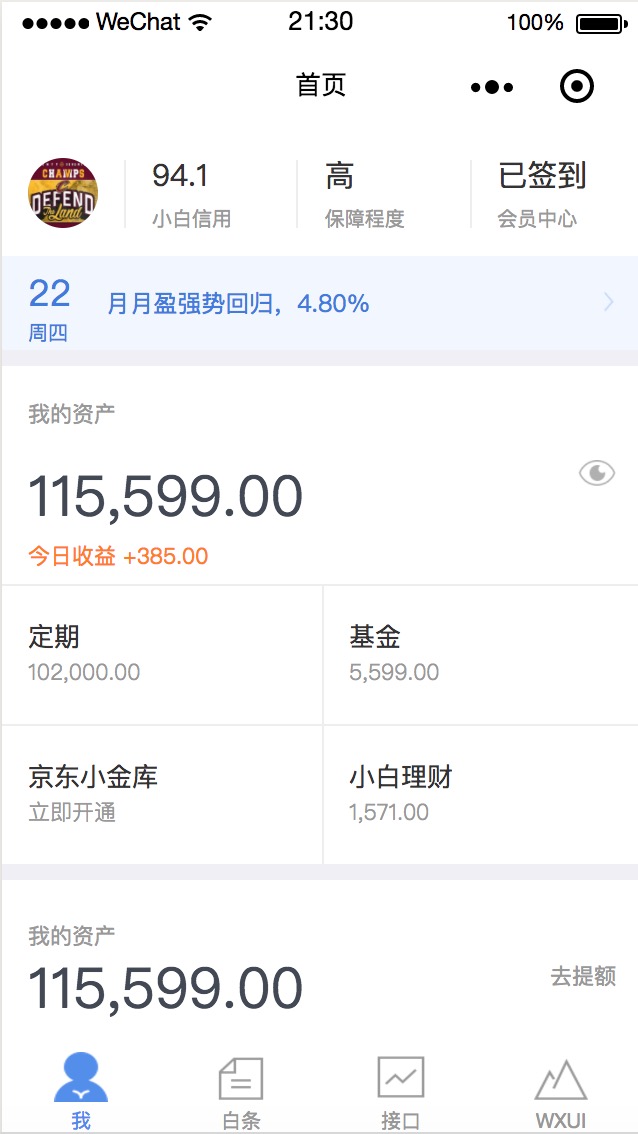 WeChat 21:30 100%
首页
CHAMPS
DEFEND
The Land
94.1
小白信用
高
保障程度
已签到
会员中心
22
周四
月月盈强势回归，4.80%
我的资产
115,599.00
今日收益 +385.00
定期
102,000.00
基金
5,599.00
京东小金库
立即开通
小白理财
1,571.00
我的资产
115,599.00
去提额
我
白条
接口
WXUI